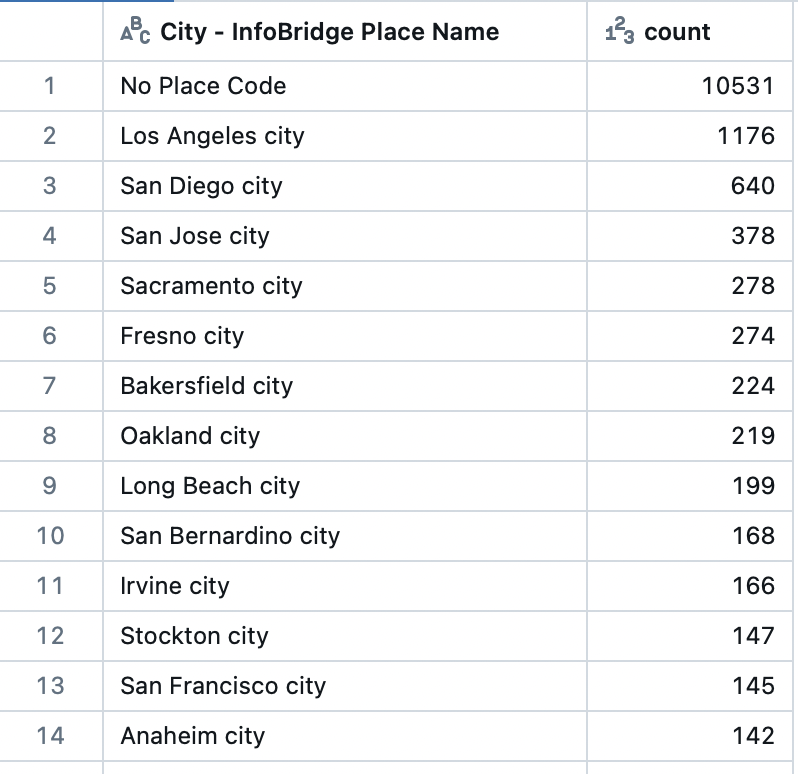 ABC City - InfoBridge Place Name 123 count
1 No Place Code 10531
2 Los Angeles city 1176
3 San Diego city 640
4 San Jose city 378
5 Sacramento city 278
6 Fresno city 274
7 Bakersfield city 224
8 Oakland city 219
9 Long Beach city 199
10 San Bernardino city 168
11 Irvine city 166
12 Stockton city 147
13 San Francisco city 145
14 Anaheim city 142